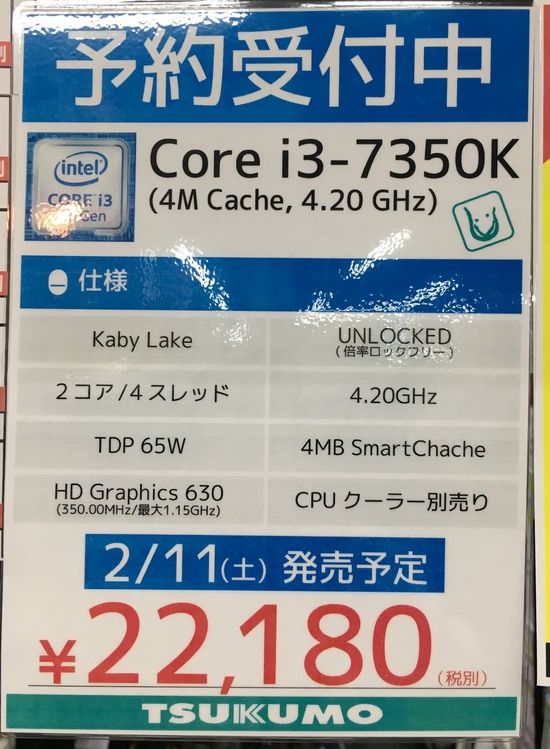 予約受付中
intel
CORE i3
Gen
Core i3-7350K
(4M Cache, 4.20 GHz)
仕様
Kaby Lake
UNLOCKED
(倍率ロックフリー)
2コア/4スレッド
4.20GHz
TDP 65W
4MB SmartChache
HD Graphics 630
(350.00MHz/最大1.15GHz)
CPU クーラー別売り
2/11(土) 発売予定
¥22,180(税別)
TSUKUMO